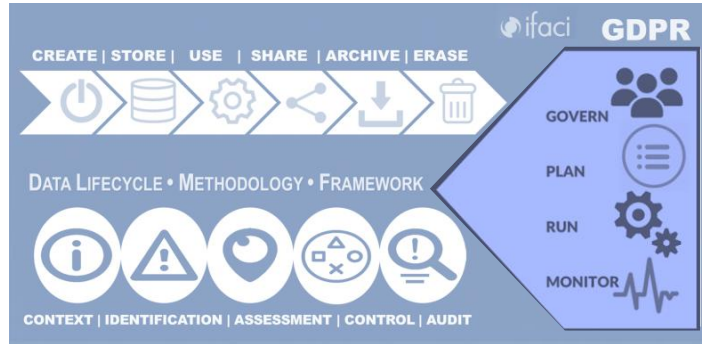 ifaci GDPR
CREATE | STORE | USE | SHARE | ARCHIVE | ERASE
GOVERN
PLAN
DATA LIFECYCLE • METHODOLOGY • FRAMEWORK
RUN
MONITOR
CONTEXT | IDENTIFICATION | ASSESSMENT | CONTROL | AUDIT